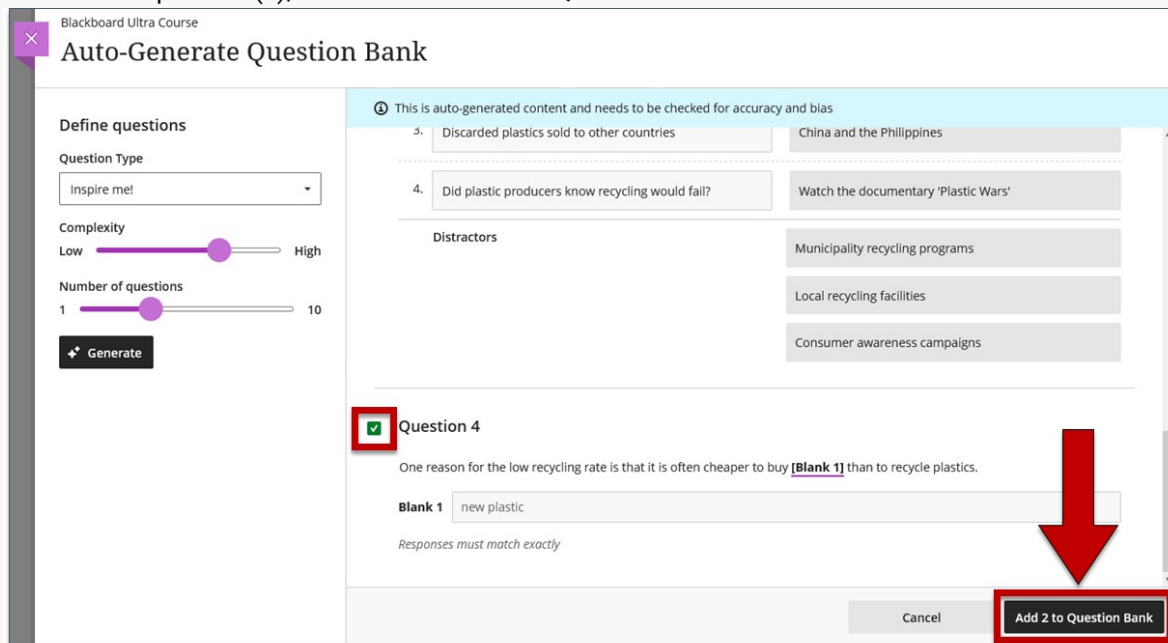 Blackboard Ultra Course
Auto-Generate Question Bank
Define questions
Question Type
Inspire me!
Complexity
Low High
Number of questions
1 10
Generate
This is auto-generated content and needs to be checked for accuracy and bias
3. Discarded plastics sold to other countries China and the Philippines
4. Did plastic producers know recycling would fail? Watch the documentary 'Plastic Wars'
Distractors
Municipality recycling programs
Local recycling facilities
Consumer awareness campaigns
Question 4
One reason for the low recycling rate is that it is often cheaper to buy [Blank 1] than to recycle plastics.
Blank 1 new plastic
Responses must match exactly
Cancel Add 2 to Question Bank